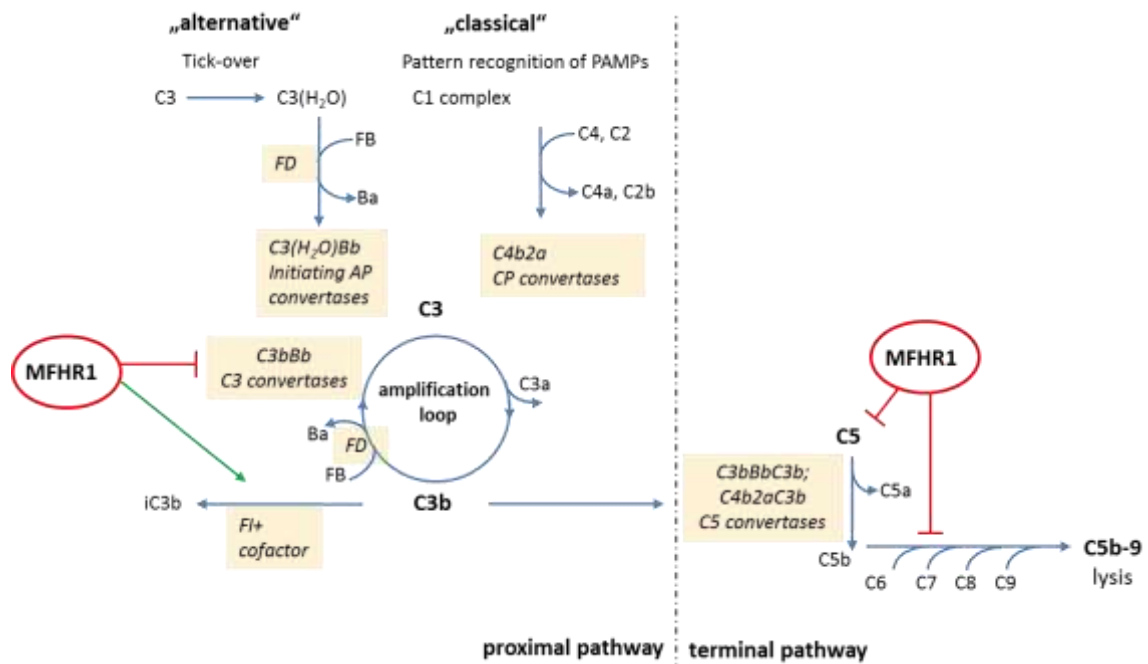 „alternative“
„classical“
Tick-over
Pattern recognition of PAMPs
C3
C3(H₂O)
C1 complex
FB
FD
Ba
C4, C2
C4a, C2b
C3(H₂O)Bb
Initiating AP
convertases
C4b2a
CP convertases
C3
MFHR1
C3bBb
C3 convertases
amplification
loop
C3a
Ba
FD
FB
C3b
iC3b
FI+
cofactor
MFHR1
C5
C3bBbC3b;
C4b2aC3b
C5 convertases
C5a
C5b
C6
C7
C8
C9
C5b-9
lysis
proximal pathway
terminal pathway